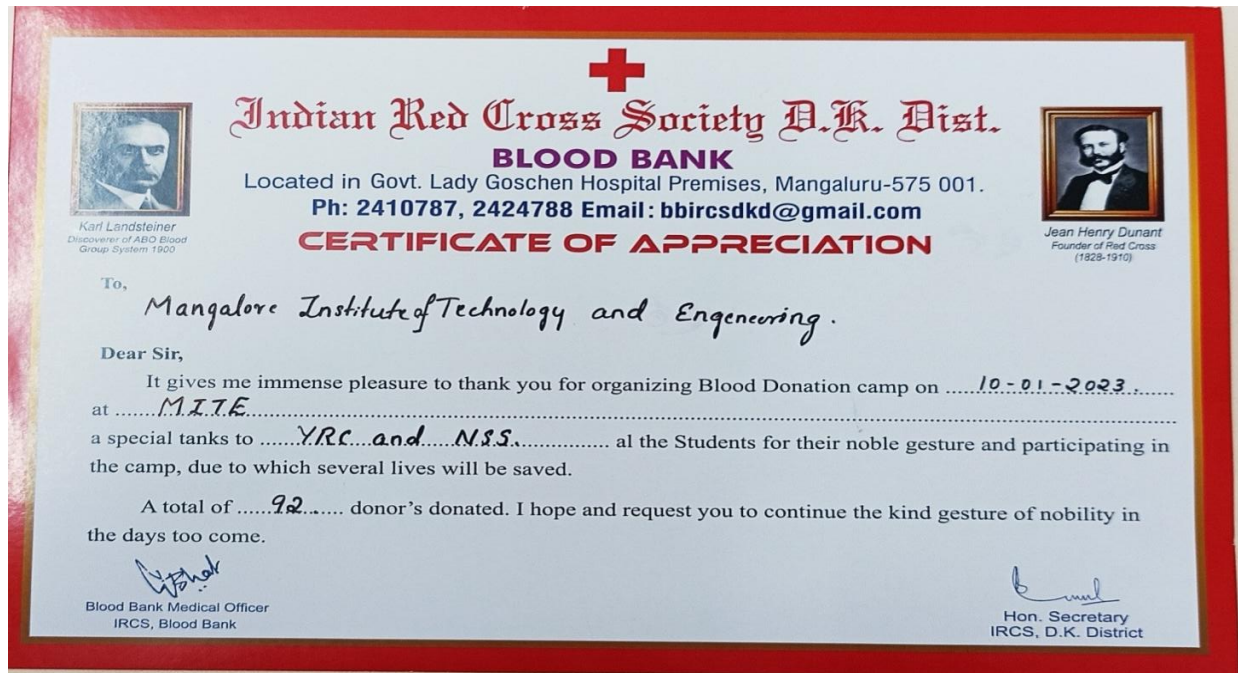 Indian Red Cross Society D.K. Dist.
BLOOD BANK
Located in Govt. Lady Goschen Hospital Premises, Mangaluru-575 001.
Ph: 2410787, 2424788 Email : bbircsdkd@gmail.com
CERTIFICATE OF APPRECIATION
Karl Landsteiner
Discoverer of ABO Blood
Group System 1900
Jean Henry Dunant
Founder of Red Cross
(1828-1910)
To,
Mangalore Institute of Technology and Engeneering.
Dear Sir,
It gives me immense pleasure to thank you for organizing Blood Donation camp on .....10-01-2023.......
at ......MITE......
a special tanks to ......YRC and NSS................ al the Students for their noble gesture and participating in
the camp, due to which several lives will be saved.
A total of ......92...... donor's donated. I hope and request you to continue the kind gesture of nobility in
the days too come.
Blood Bank Medical Officer
IRCS, Blood Bank
Hon. Secretary
IRCS, D.K. District